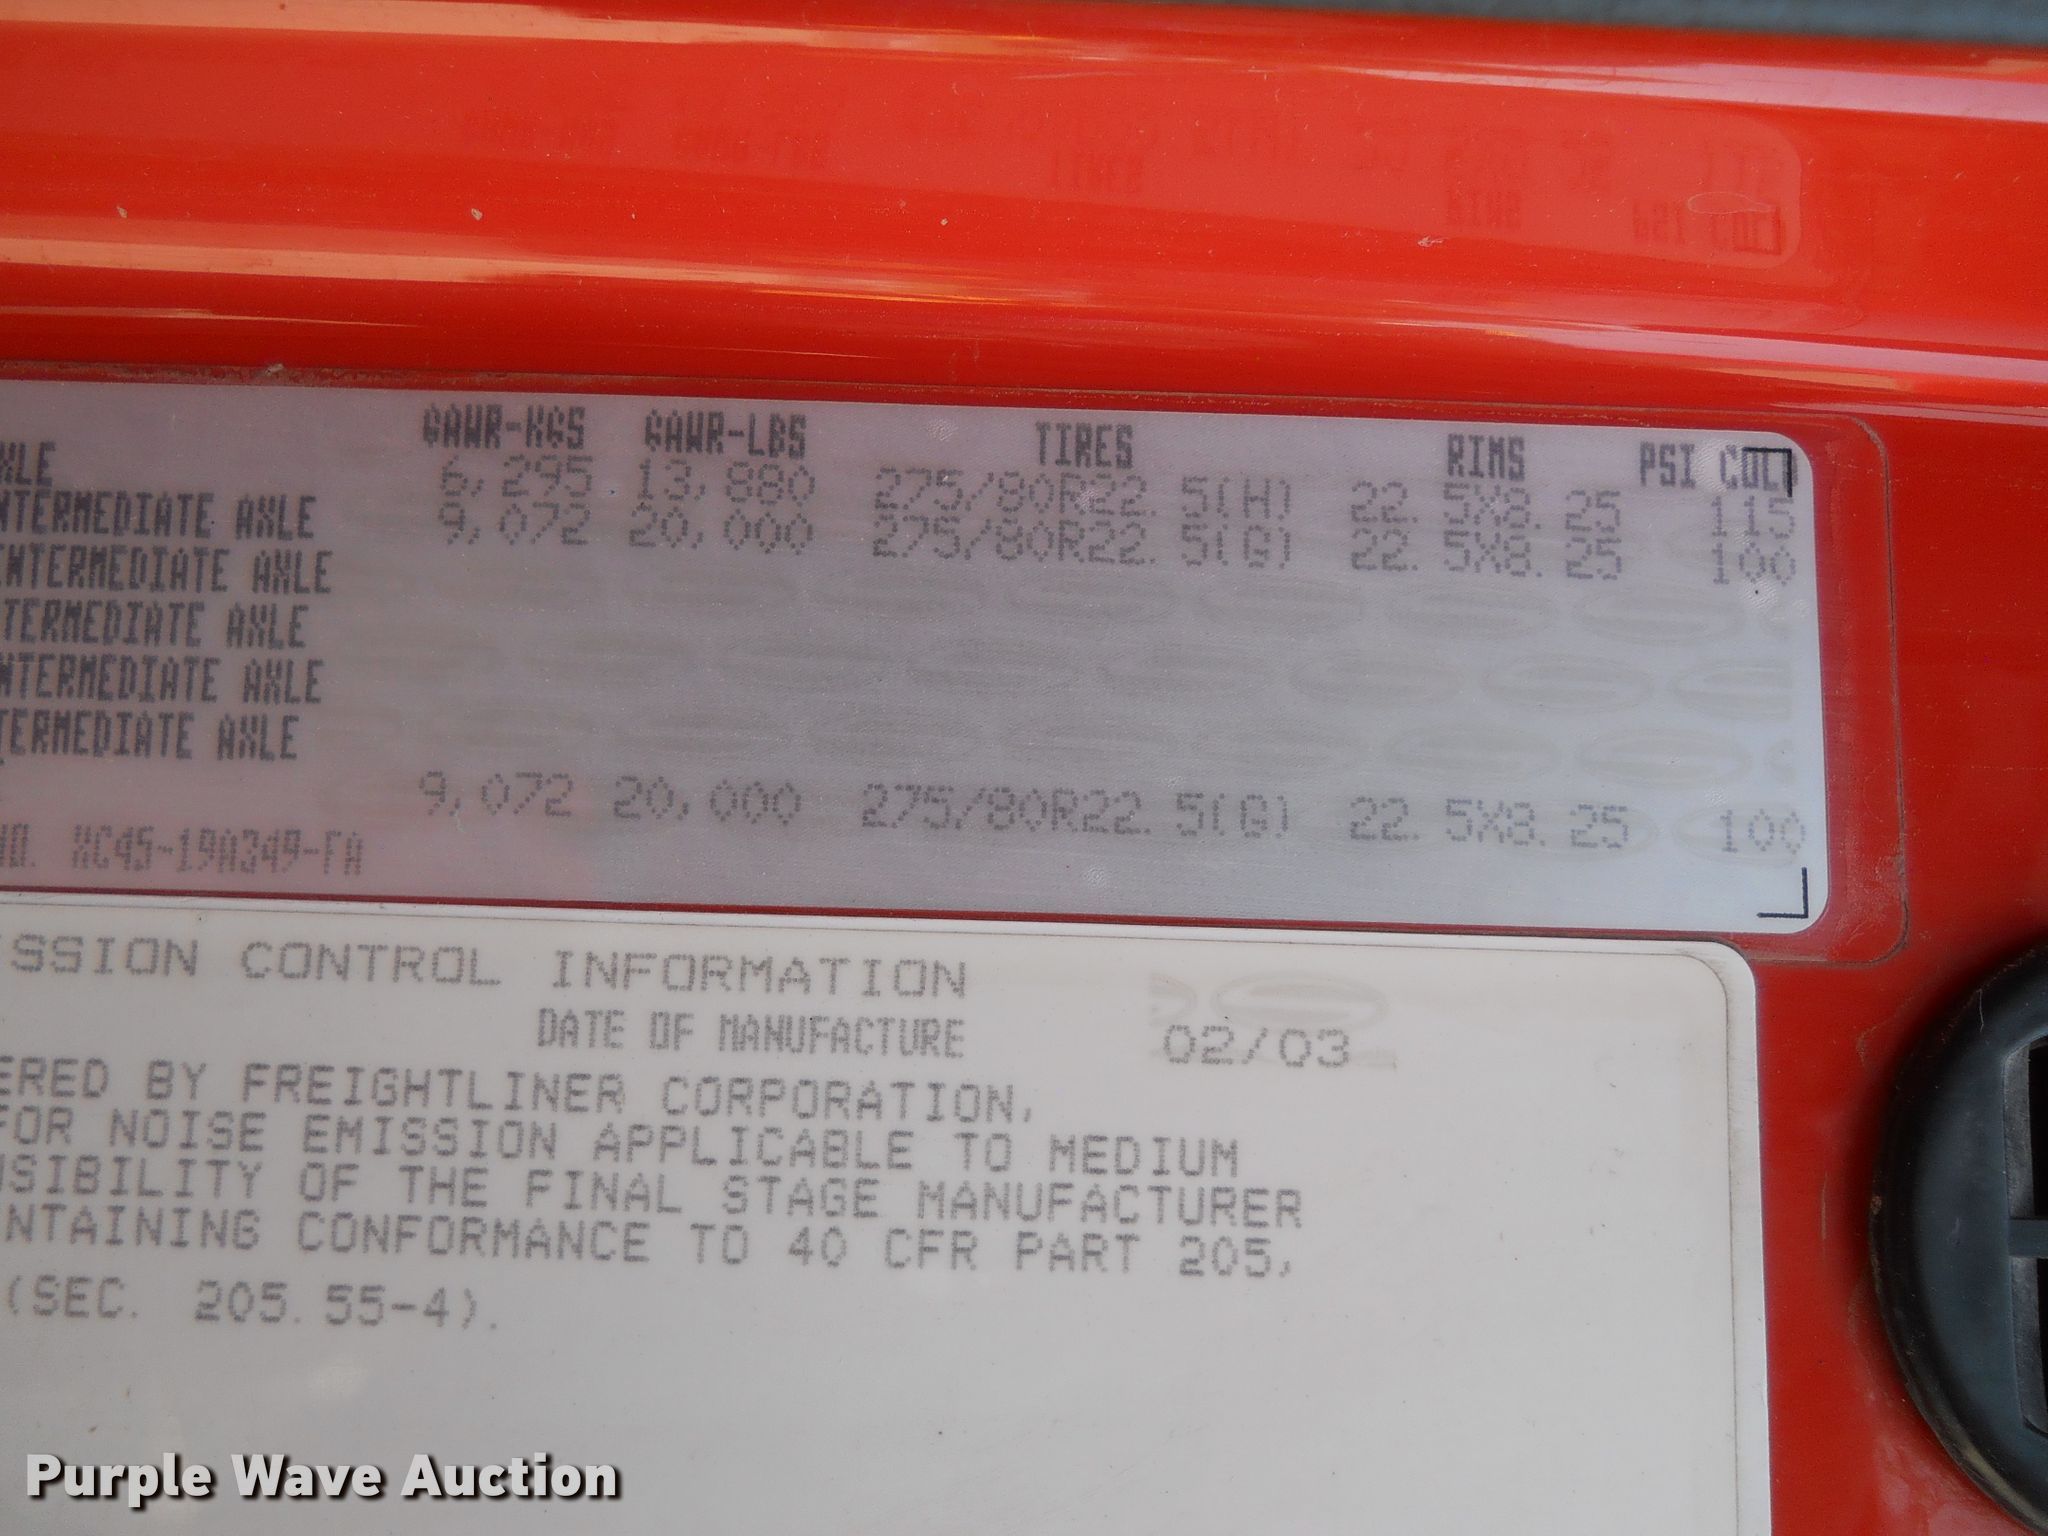 GAWR-KGS GAWR-LBS TIRES RIMS PSI COLD
XLE 6,295 13,880 275/80R22.5(H) 22.5X8.25 115
NTERMEDIATE AXLE 9,072 20,000 275/80R22.5(G) 22.5X8.25 100
INTERMEDIATE AXLE
TERMEDIATE AXLE
NTERMEDIATE AXLE
TERMEDIATE AXLE
9,072 20,000 275/80R22.5(G) 22.5X8.25 100
NO. XC45-19A349-FA
ISSION CONTROL INFORMATION
DATE OF MANUFACTURE 02/03
ERED BY FREIGHTLINER CORPORATION,
FOR NOISE EMISSION APPLICABLE TO MEDIUM
NSIBILITY OF THE FINAL STAGE MANUFACTURER
NTAINING CONFORMANCE TO 40 CFR PART 205,
(SEC. 205.55-4).
Purple Wave Auction